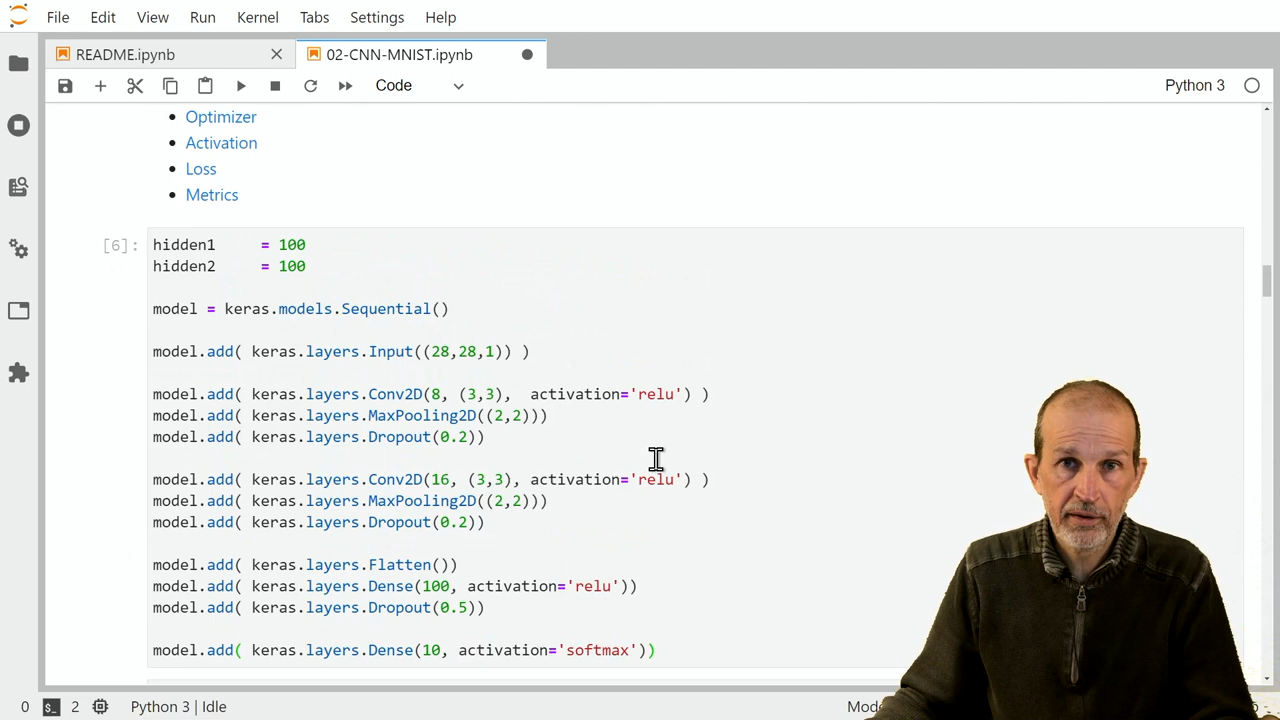 File Edit View Run Kernel Tabs Settings Help
README.ipynb 02-CNN-MNIST.ipynb
Code Python 3
Optimizer
Activation
Loss
Metrics
[6]: hidden1 = 100
hidden2 = 100
model = keras.models.Sequential()
model.add( keras.layers.Input((28,28,1)) )
model.add( keras.layers.Conv2D(8, (3,3), activation='relu') )
model.add( keras.layers.MaxPooling2D((2,2)))
model.add( keras.layers.Dropout(0.2))
model.add( keras.layers.Conv2D(16, (3,3), activation='relu') )
model.add( keras.layers.MaxPooling2D((2,2)))
model.add( keras.layers.Dropout(0.2))
model.add( keras.layers.Flatten())
model.add( keras.layers.Dense(100, activation='relu'))
model.add( keras.layers.Dropout(0.5))
model.add( keras.layers.Dense(10, activation='softmax'))
0 $_ 2 Python 3 | Idle